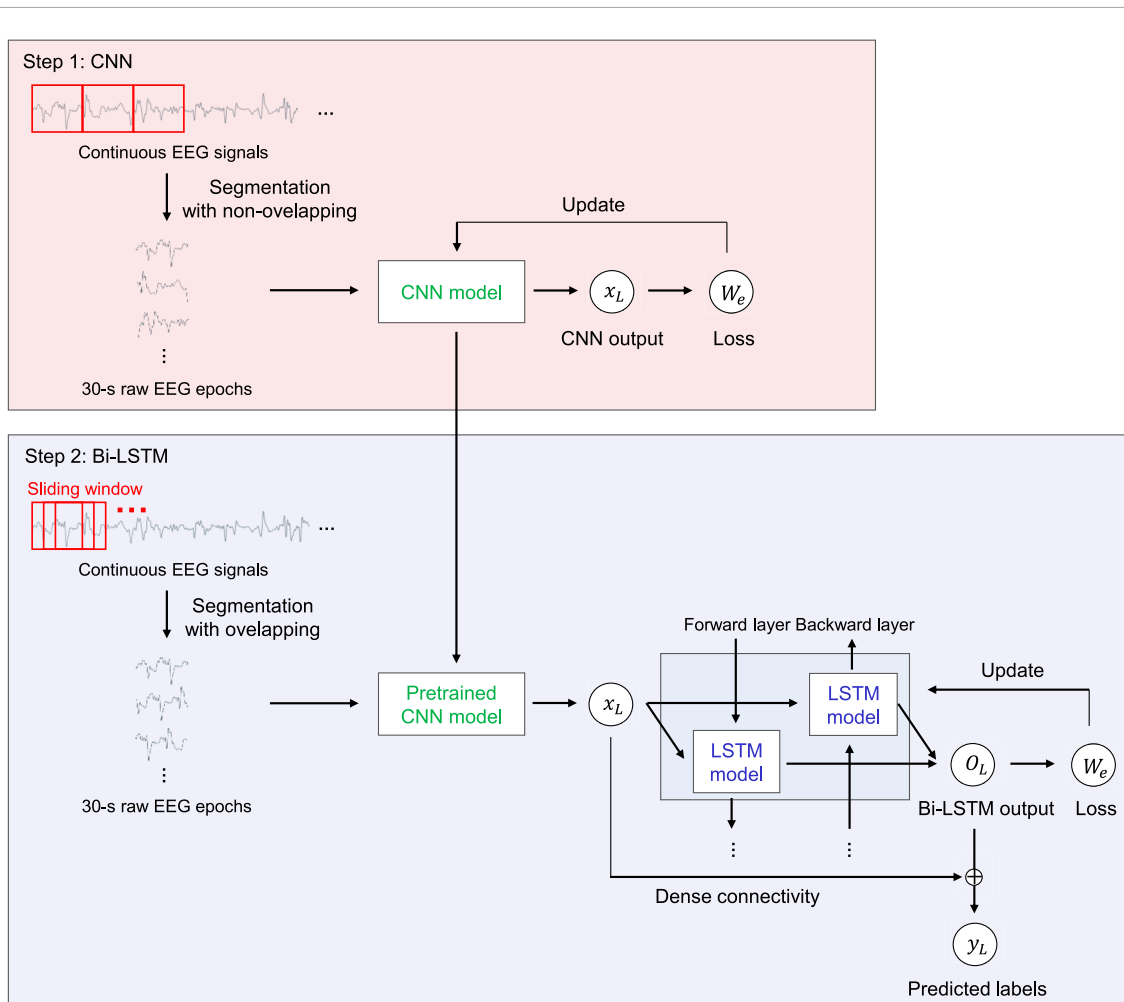 Step 1: CNN
...
Continuous EEG signals
Segmentation
with non-ovelapping
Update
CNN model
x_L
W_e
CNN output
Loss
⋮
30-s raw EEG epochs
Step 2: Bi-LSTM
Sliding window
...
...
Continuous EEG signals
Segmentation
with ovelapping
Forward layer
Backward layer
Update
Pretrained
CNN model
x_L
LSTM
model
LSTM
model
O_L
W_e
⋮
30-s raw EEG epochs
Bi-LSTM output
Loss
⋮
⋮
Dense connectivity
⊕
y_L
Predicted labels